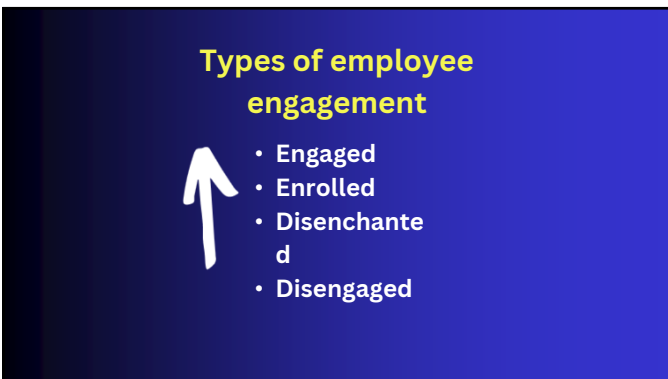 Types of employee
engagement
• Engaged
• Enrolled
• Disenchante
d
• Disengaged